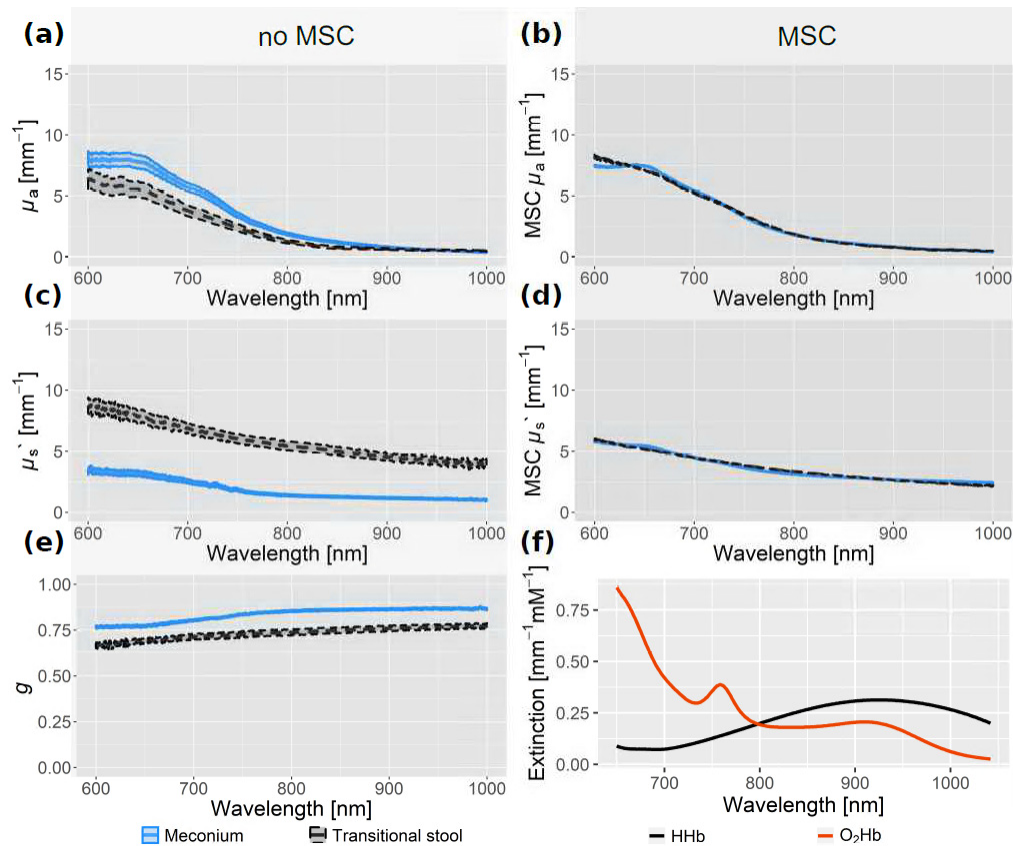 (a) no MSC
(b) MSC
15
10
5
0
μa [mm−1]
600 700 800 900 1000
Wavelength [nm]
15
10
5
0
MSC μa [mm−1]
600 700 800 900 1000
Wavelength [nm]
(c)
(d)
15
10
5
0
μs` [mm−1]
600 700 800 900 1000
Wavelength [nm]
15
10
5
0
MSC μs` [mm−1]
600 700 800 900 1000
Wavelength [nm]
(e)
(f)
1.00
0.75
0.50
0.25
0.00
g
600 700 800 900 1000
Wavelength [nm]
Meconium Transitional stool
0.75
0.50
0.25
0.00
Extinction [mm−1mM−1]
700 800 900 1000
Wavelength [nm]
HHb O2Hb